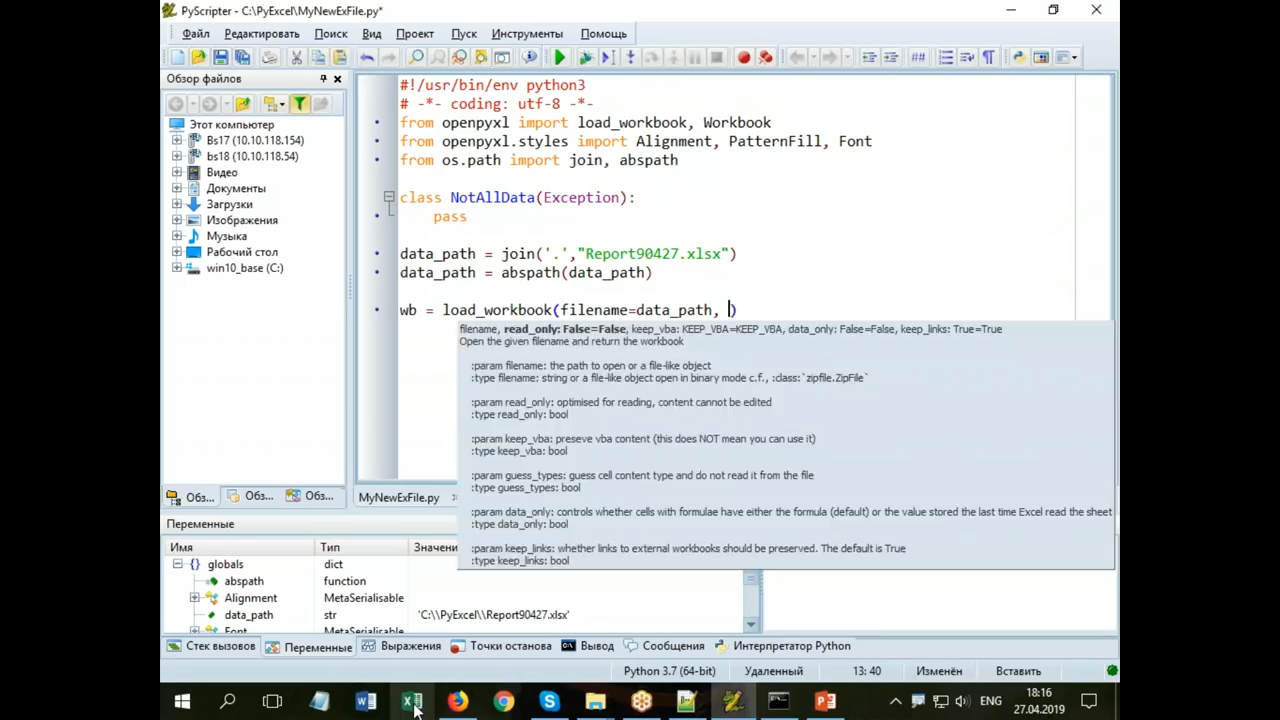 PyScripter - C:\PyExcel\MyNewExFile.py*
Файл Редактировать Поиск Вид Проект Пуск Инструменты Помощь
Обзор файлов
Этот компьютер
Bs17 (10.10.118.154)
bs18 (10.10.118.54)
Видео
Документы
Загрузки
Изображения
Музыка
Рабочий стол
win10_base (C:)
Обз... Обз... Обз...
#!/usr/bin/env python3
# -*- coding: utf-8 -*-
from openpyxl import load_workbook, Workbook
from openpyxl.styles import Alignment, PatternFill, Font
from os.path import join, abspath
class NotAllData(Exception):
pass
data_path = join('.',"Report90427.xlsx")
data_path = abspath(data_path)
wb = load_workbook(filename=data_path, )
filename, read_only: False=False, keep_vba: KEEP_VBA=KEEP_VBA, data_only: False=False, keep_links: True=True
Open the given filename and return the workbook
:param filename: the path to open or a file-like object
:type filename: string or a file-like object open in binary mode c.f., :class:`zipfile.ZipFile`
:param read_only: optimised for reading, content cannot be edited
:type read_only: bool
:param keep_vba: preseve vba content (this does NOT mean you can use it)
:type keep_vba: bool
:param guess_types: guess cell content type and do not read it from the file
:type guess_types: bool
:param data_only: controls whether cells with formulae have either the formula (default) or the value stored the last time Excel read the sheet
:type data_only: bool
:param keep_links: whether links to external workbooks should be preserved. The default is True
:type keep_links: bool
MyNewExFile.py
Переменные
Имя Тип Значени
globals dict
abspath function
Alignment MetaSerialisable
data_path str 'C:\\PyExcel\\Report90427.xlsx'
Font MetaSerialisable
Стек вызовов Переменные Выражения Точки останова Вывод Сообщения Интерпретатор Python
Python 3.7 (64-bit) Удаленный 13: 40 Изменён Вставить
ENG 18:16
27.04.2019